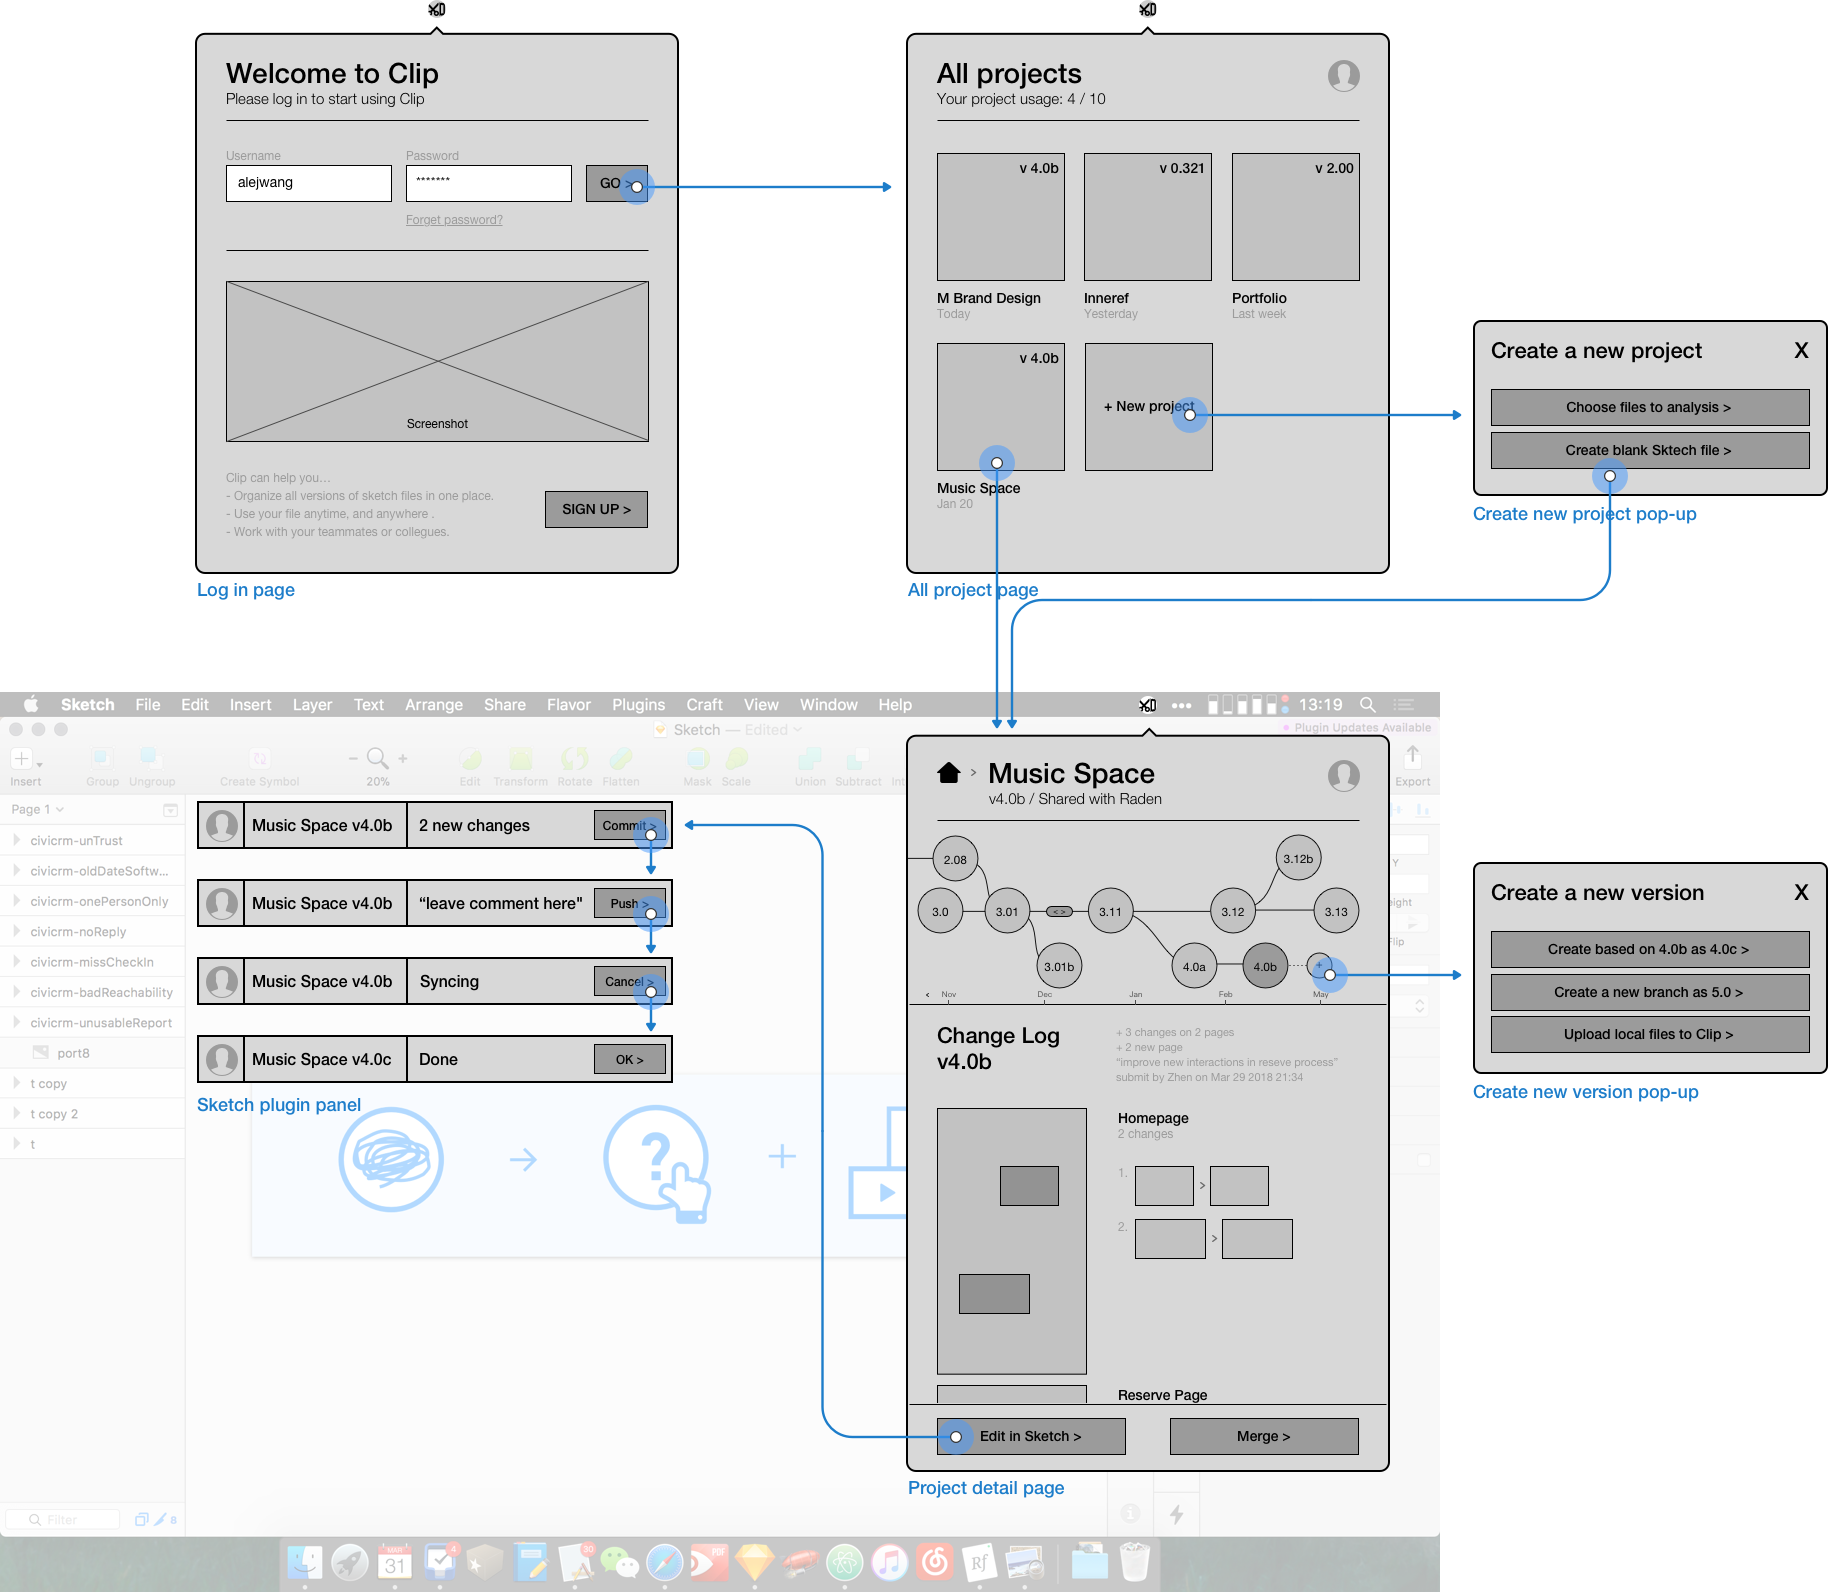 Welcome to Clip
Please log in to start using Clip
Username
Password
alejwang
*******
GO >
Forget password?
Screenshot
Clip can help you...
- Organize all versions of sketch files in one place.
- Use your file anytime, and anywhere .
- Work with your teammates or collegues.
SIGN UP >
Log in page
All projects
Your project usage: 4 / 10
v 4.0b
v 0.321
v 2.00
M Brand Design
Today
Inneref
Yesterday
Portfolio
Last week
v 4.0b
+ New project
Music Space
Jan 20
All project page
Create a new project
X
Choose files to analysis >
Create blank Sktech file >
Create new project pop-up
Sketch File Edit Insert Layer Text Arrange Share Flavor Plugins Craft View Window Help
13:19
Sketch — Edited
Plugin Updates Available
Insert
Group
Ungroup
Create Symbol
20%
Edit
Transform
Rotate
Flatten
Mask
Scale
Union
Subtract
Int
Export
Page 1
civicrm-unTrust
civicrm-oldDateSoftw...
civicrm-onePersonOnly
civicrm-noReply
civicrm-missCheckIn
civicrm-badReachability
civicrm-unusableReport
port8
t copy
t copy 2
t
Filter
8
Music Space v4.0b
2 new changes
Commit >
Music Space v4.0b
“leave comment here"
Push >
Music Space v4.0b
Syncing
Cancel >
Music Space v4.0c
Done
OK >
Sketch plugin panel
?
> Music Space
v4.0b / Shared with Raden
2.08
3.12b
3.0
3.01
< >
3.11
3.12
3.13
3.01b
4.0a
4.0b
+
‹ Nov
Dec
Jan
Feb
May
Change Log
v4.0b
+ 3 changes on 2 pages
+ 2 new page
“improve new interactions in reseve process”
submit by Zhen on Mar 29 2018 21:34
Homepage
2 changes
1.
>
2.
>
Reserve Page
Edit in Sketch >
Merge >
Project detail page
Y
eight
Flip
Create a new version
X
Create based on 4.0b as 4.0c >
Create a new branch as 5.0 >
Upload local files to Clip >
Create new version pop-up
MAR
31
4
30
PDF
Rf